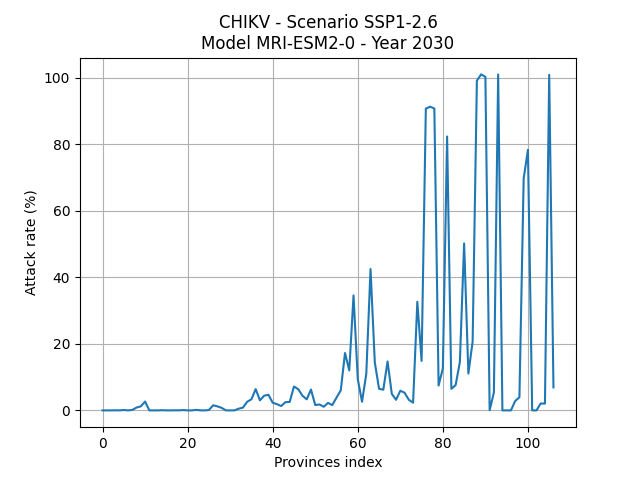 CHIKV - Scenario SSP1-2.6
Model MRI-ESM2-0 - Year 2030
100
80
60
40
20
0
Attack rate (%)
0 20 40 60 80 100
Provinces index